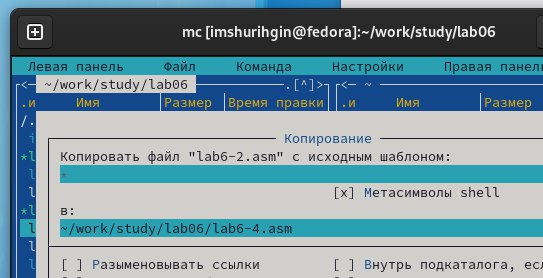 mc [imshurihgin@fedora]:~/work/study/lab06
Левая панель Файл Команда Настройки Правая панель
~/work/study/lab06 .[^]> <- ~
.и Имя Размер Время правки .и Имя Размер
/.
Копирование
Копировать файл "lab6-2.asm" с исходным шаблоном:
*
[x] Метасимволы shell
в:
~/work/study/lab06/lab6-4.asm
[ ] Разыменовывать ссылки [ ] Внутрь подкаталога, есл